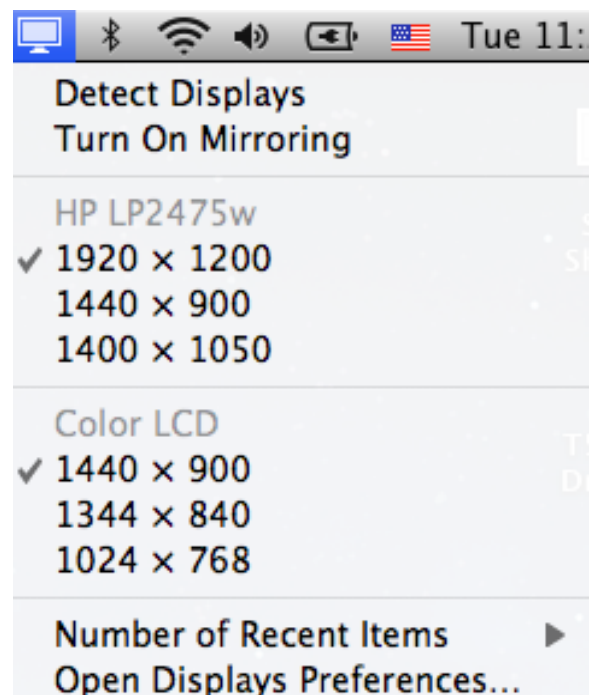 Tue 11:
Detect Displays
Turn On Mirroring
HP LP2475w
1920 × 1200
1440 × 900
1400 × 1050
Color LCD
1440 × 900
1344 × 840
1024 × 768
Number of Recent Items
Open Displays Preferences...